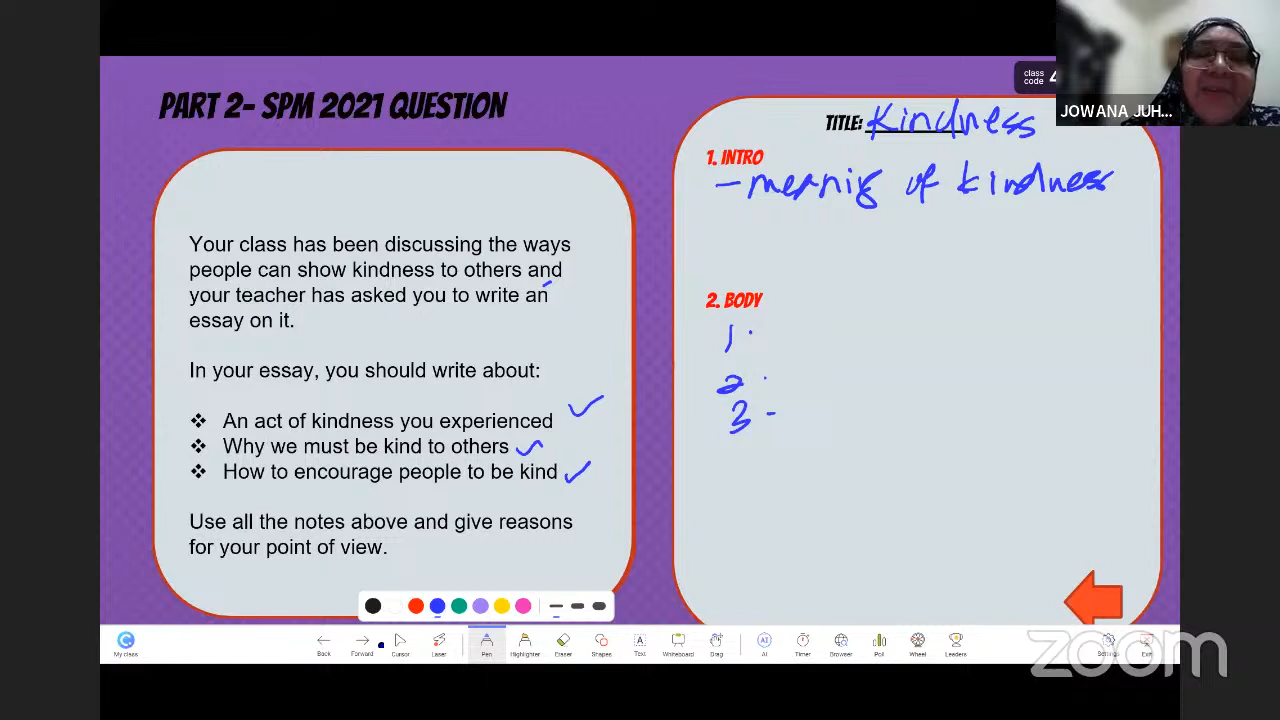 PART 2- SPM 2021 QUESTION
Your class has been discussing the ways
people can show kindness to others and
your teacher has asked you to write an
essay on it.
In your essay, you should write about:
❖ An act of kindness you experienced
❖ Why we must be kind to others
❖ How to encourage people to be kind
Use all the notes above and give reasons
for your point of view.
class
code 4
JOWANA JUH...
TITLE: Kindness
1. INTRO
- meaning of kindness
2. BODY
1.
2.
3 -
My class
Back
Forward
Cursor
Laser
Pen
Highlighter
Eraser
Shapes
Text
Whiteboard
Drag
AI
Timer
Browser
Poll
Wheel
Leaders
Settings
Exit
zoom